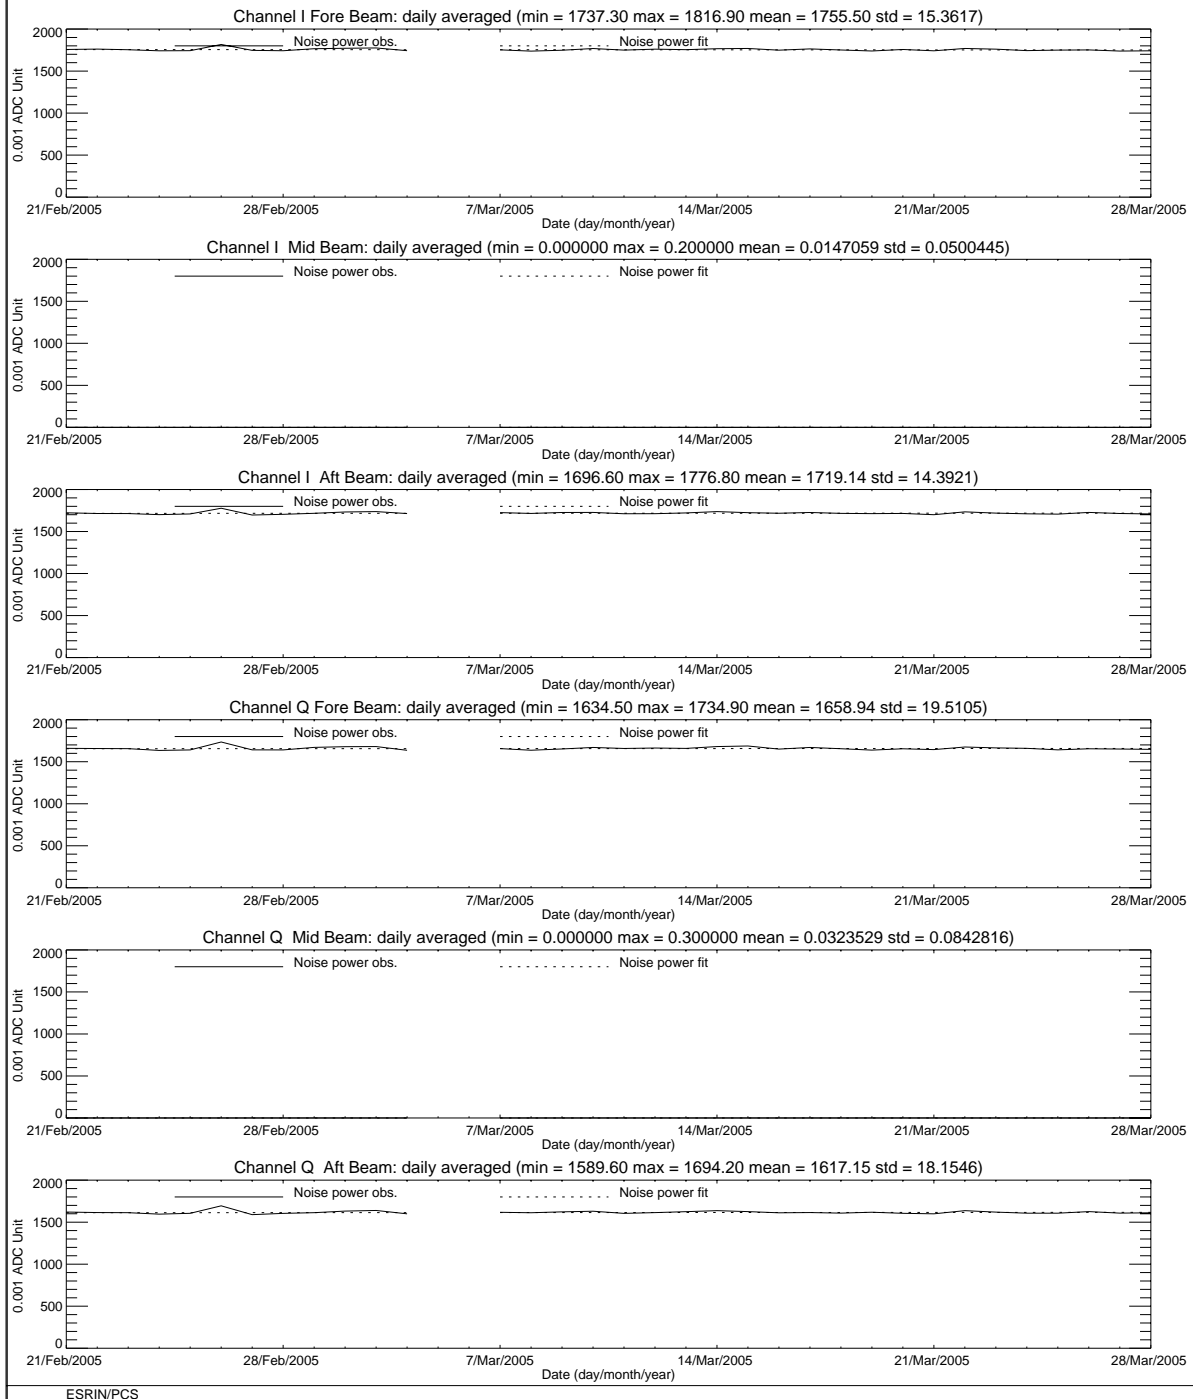 Channel I Fore Beam: daily averaged (min = 1737.30 max = 1816.90 mean = 1755.50 std = 15.3617)
2000
Noise power obs.
Noise power fit
1500
1000
500
0
0.001 ADC Unit
21/Feb/2005 28/Feb/2005 7/Mar/2005 14/Mar/2005 21/Mar/2005 28/Mar/2005
Date (day/month/year)
Channel I Mid Beam: daily averaged (min = 0.000000 max = 0.200000 mean = 0.0147059 std = 0.0500445)
2000
Noise power obs.
Noise power fit
1500
1000
500
0
0.001 ADC Unit
21/Feb/2005 28/Feb/2005 7/Mar/2005 14/Mar/2005 21/Mar/2005 28/Mar/2005
Date (day/month/year)
Channel I Aft Beam: daily averaged (min = 1696.60 max = 1776.80 mean = 1719.14 std = 14.3921)
2000
Noise power obs.
Noise power fit
1500
1000
500
0
0.001 ADC Unit
21/Feb/2005 28/Feb/2005 7/Mar/2005 14/Mar/2005 21/Mar/2005 28/Mar/2005
Date (day/month/year)
Channel Q Fore Beam: daily averaged (min = 1634.50 max = 1734.90 mean = 1658.94 std = 19.5105)
2000
Noise power obs.
Noise power fit
1500
1000
500
0
0.001 ADC Unit
21/Feb/2005 28/Feb/2005 7/Mar/2005 14/Mar/2005 21/Mar/2005 28/Mar/2005
Date (day/month/year)
Channel Q Mid Beam: daily averaged (min = 0.000000 max = 0.300000 mean = 0.0323529 std = 0.0842816)
2000
Noise power obs.
Noise power fit
1500
1000
500
0
0.001 ADC Unit
21/Feb/2005 28/Feb/2005 7/Mar/2005 14/Mar/2005 21/Mar/2005 28/Mar/2005
Date (day/month/year)
Channel Q Aft Beam: daily averaged (min = 1589.60 max = 1694.20 mean = 1617.15 std = 18.1546)
2000
Noise power obs.
Noise power fit
1500
1000
500
0
0.001 ADC Unit
21/Feb/2005 28/Feb/2005 7/Mar/2005 14/Mar/2005 21/Mar/2005 28/Mar/2005
Date (day/month/year)
ESRIN/PCS